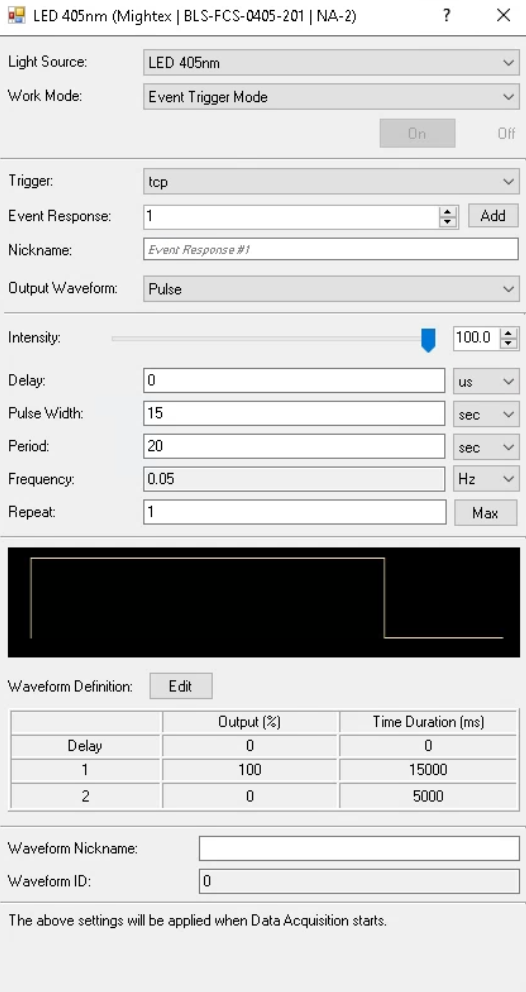 LED 405nm (Mightex | BLS-FCS-0405-201 | NA-2) ?
Light Source: LED 405nm
Work Mode: Event Trigger Mode
On Off
Trigger: tcp
Event Response: 1 Add
Nickname: Event Response #1
Output Waveform: Pulse
Intensity: 100.0
Delay: 0 us
Pulse Width: 15 sec
Period: 20 sec
Frequency: 0.05 Hz
Repeat: 1 Max
Waveform Definition: Edit
Output (%) Time Duration (ms)
Delay 0 0
1 100 15000
2 0 5000
Waveform Nickname:
Waveform ID: 0
The above settings will be applied when Data Acquisition starts.